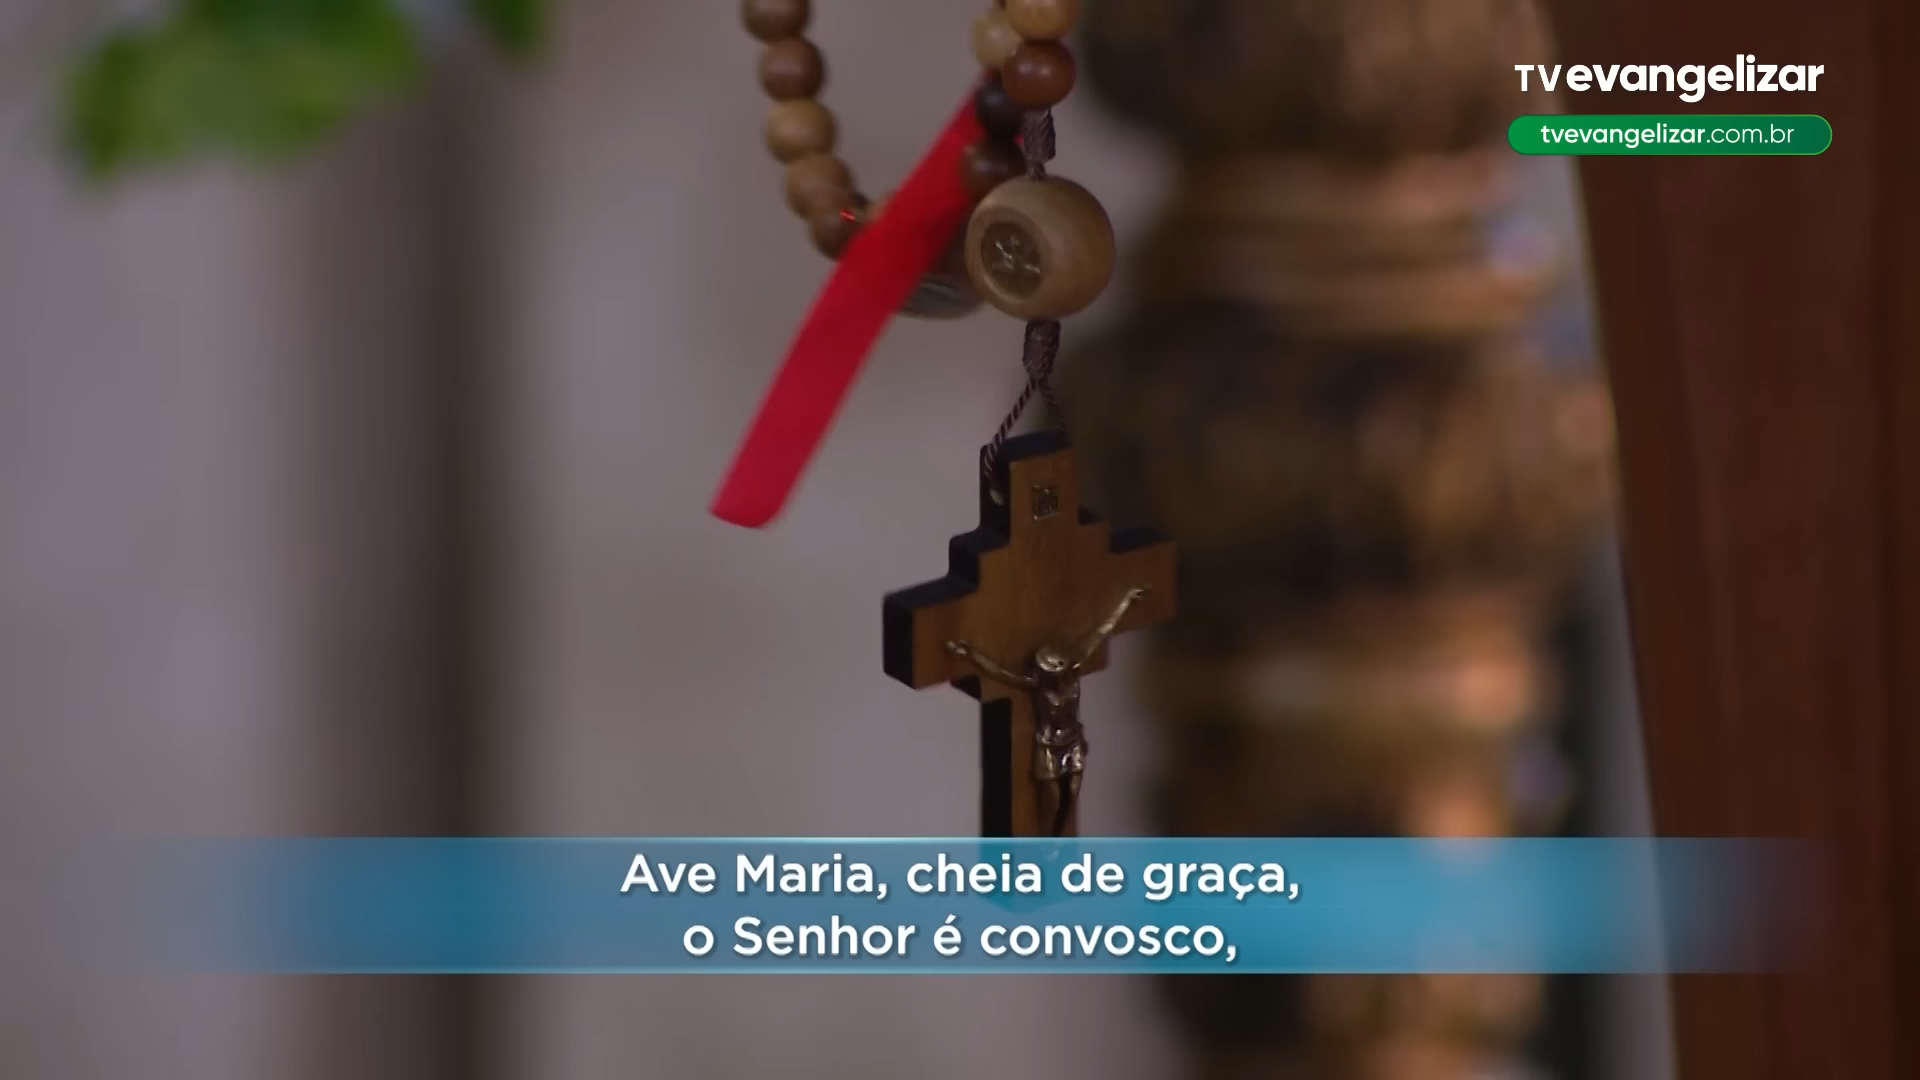 TVevangelizar
tvevangelizar.com.br
Ave Maria, cheia de graça,
o Senhor é convosco,